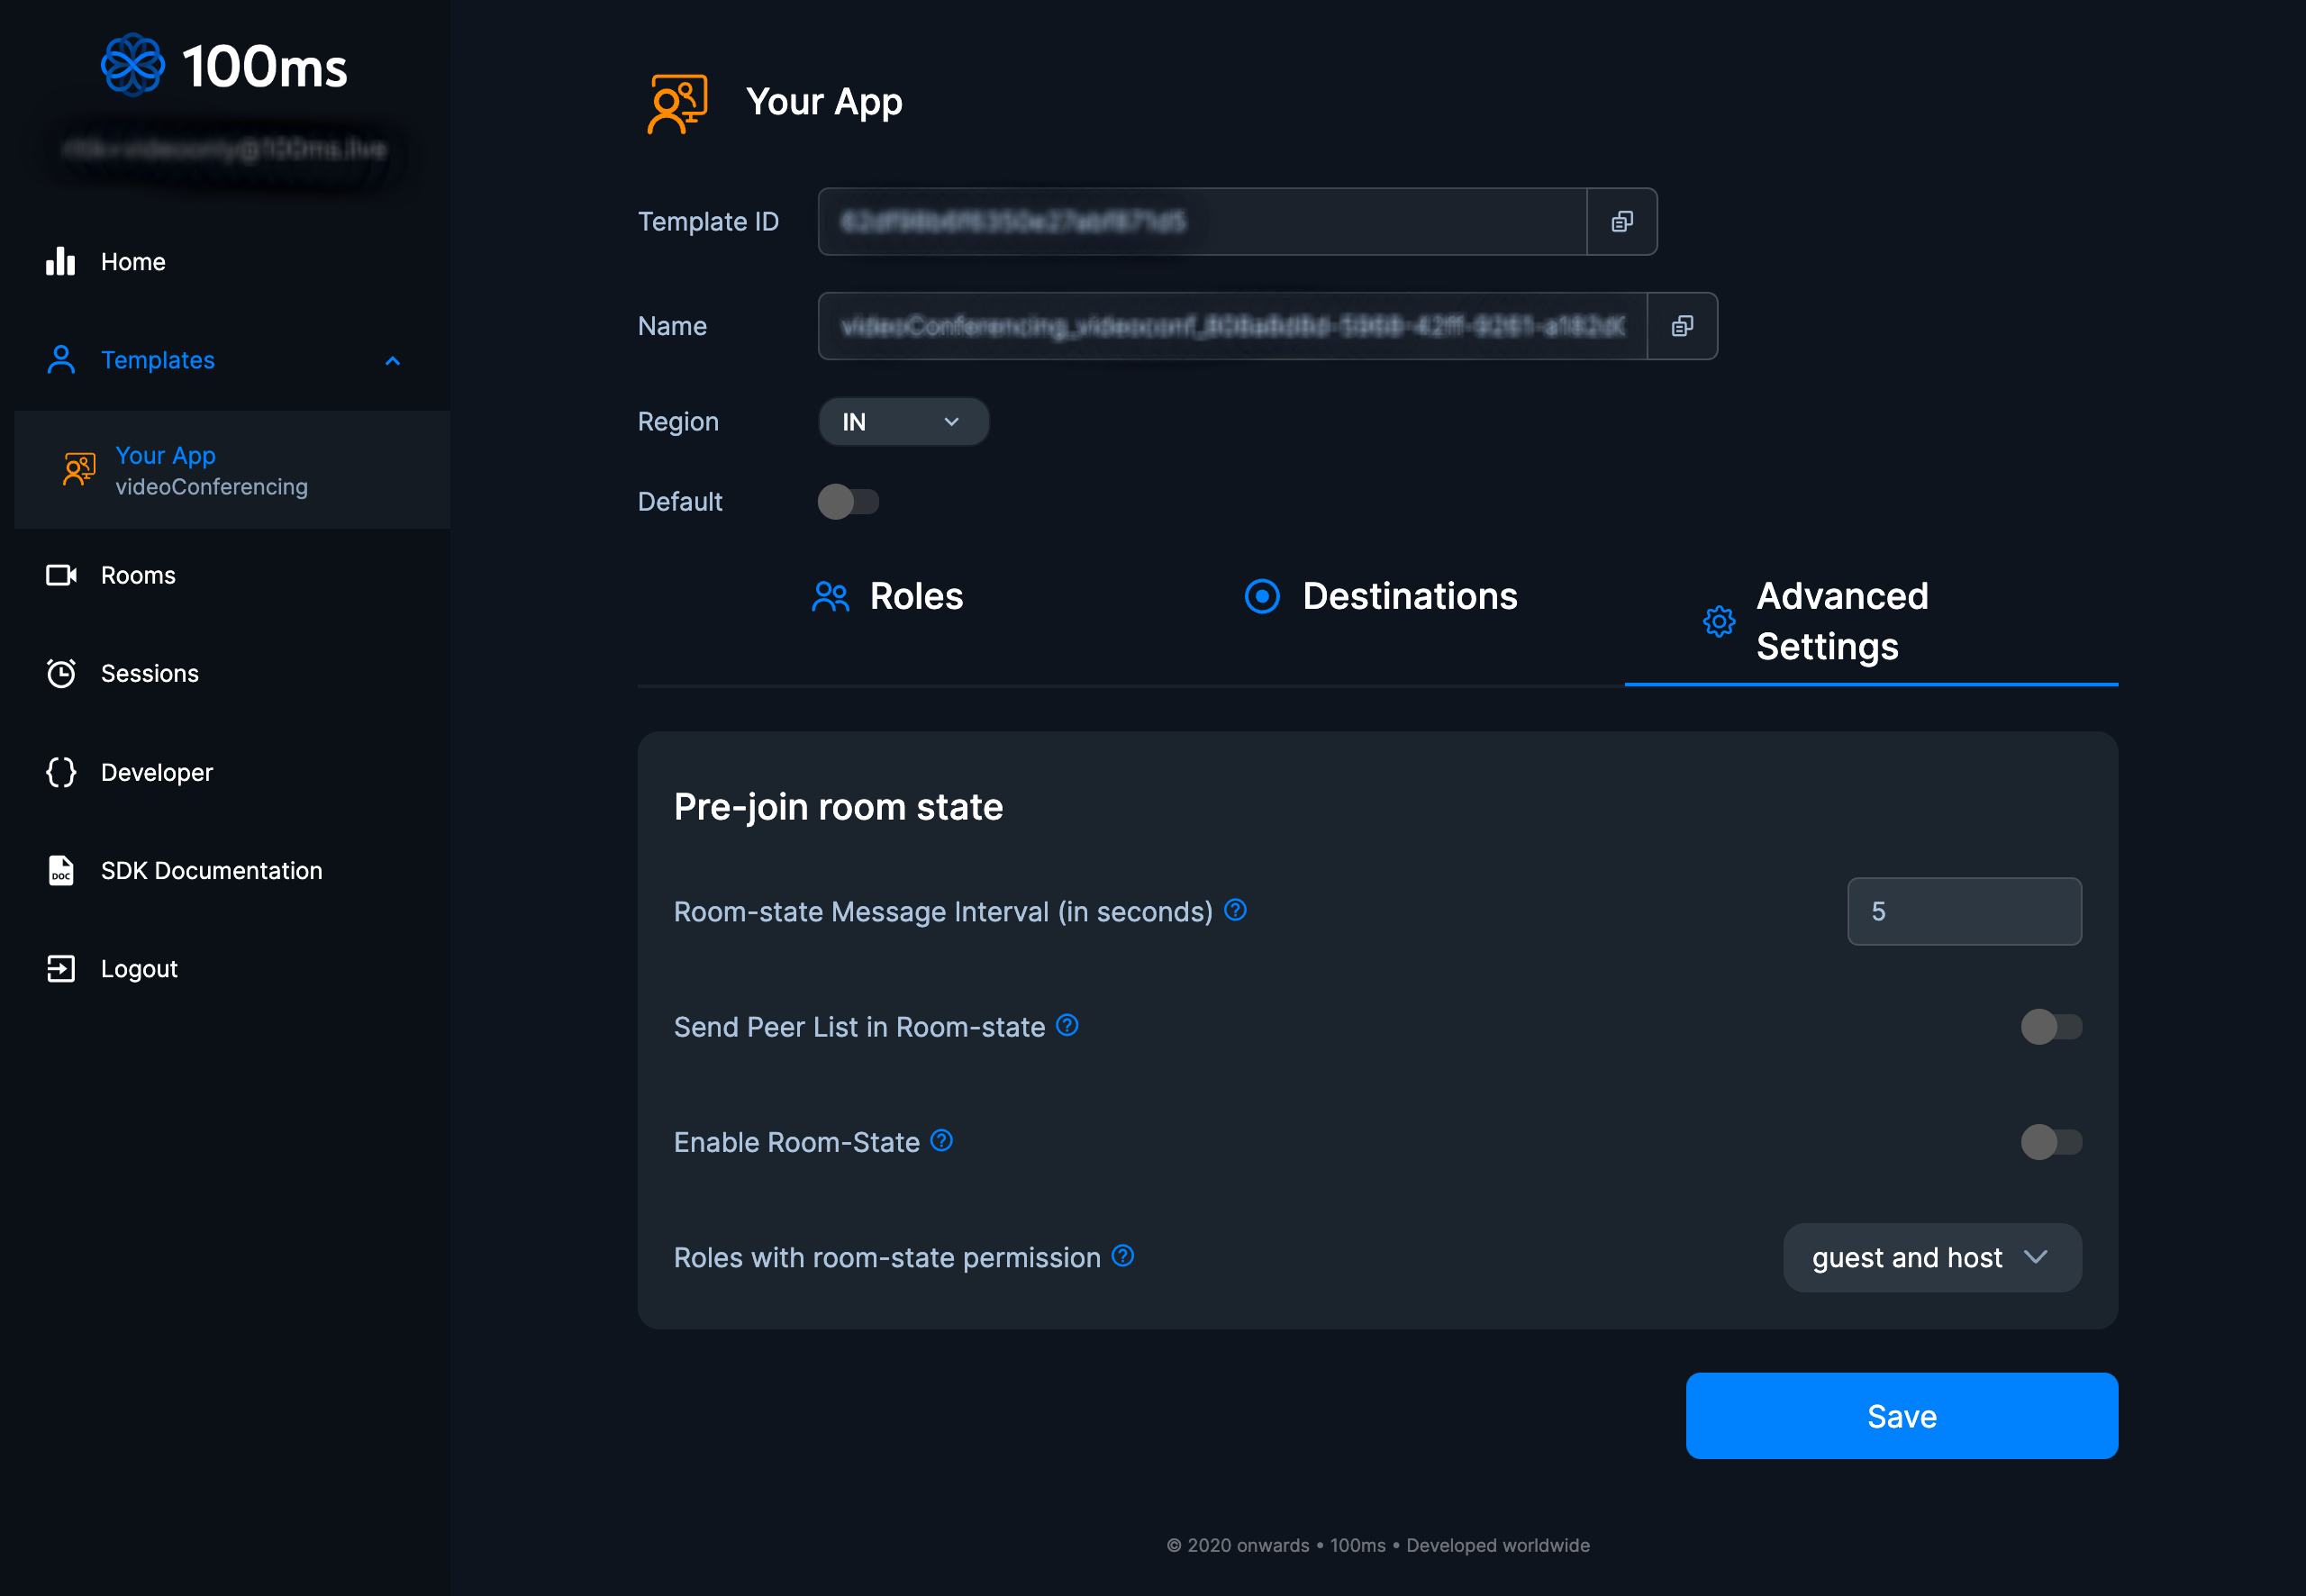 100ms
Home
Templates
Your App
videoConferencing
Rooms
Sessions
Developer
DOC
SDK Documentation
Logout
Your App
Template ID
Name
Region
IN
Default
Roles
Destinations
Advanced
Settings
Pre-join room state
Room-state Message Interval (in seconds) ?
5
Send Peer List in Room-state ?
Enable Room-State ?
Roles with room-state permission ?
guest and host
Save
© 2020 onwards • 100ms • Developed worldwide